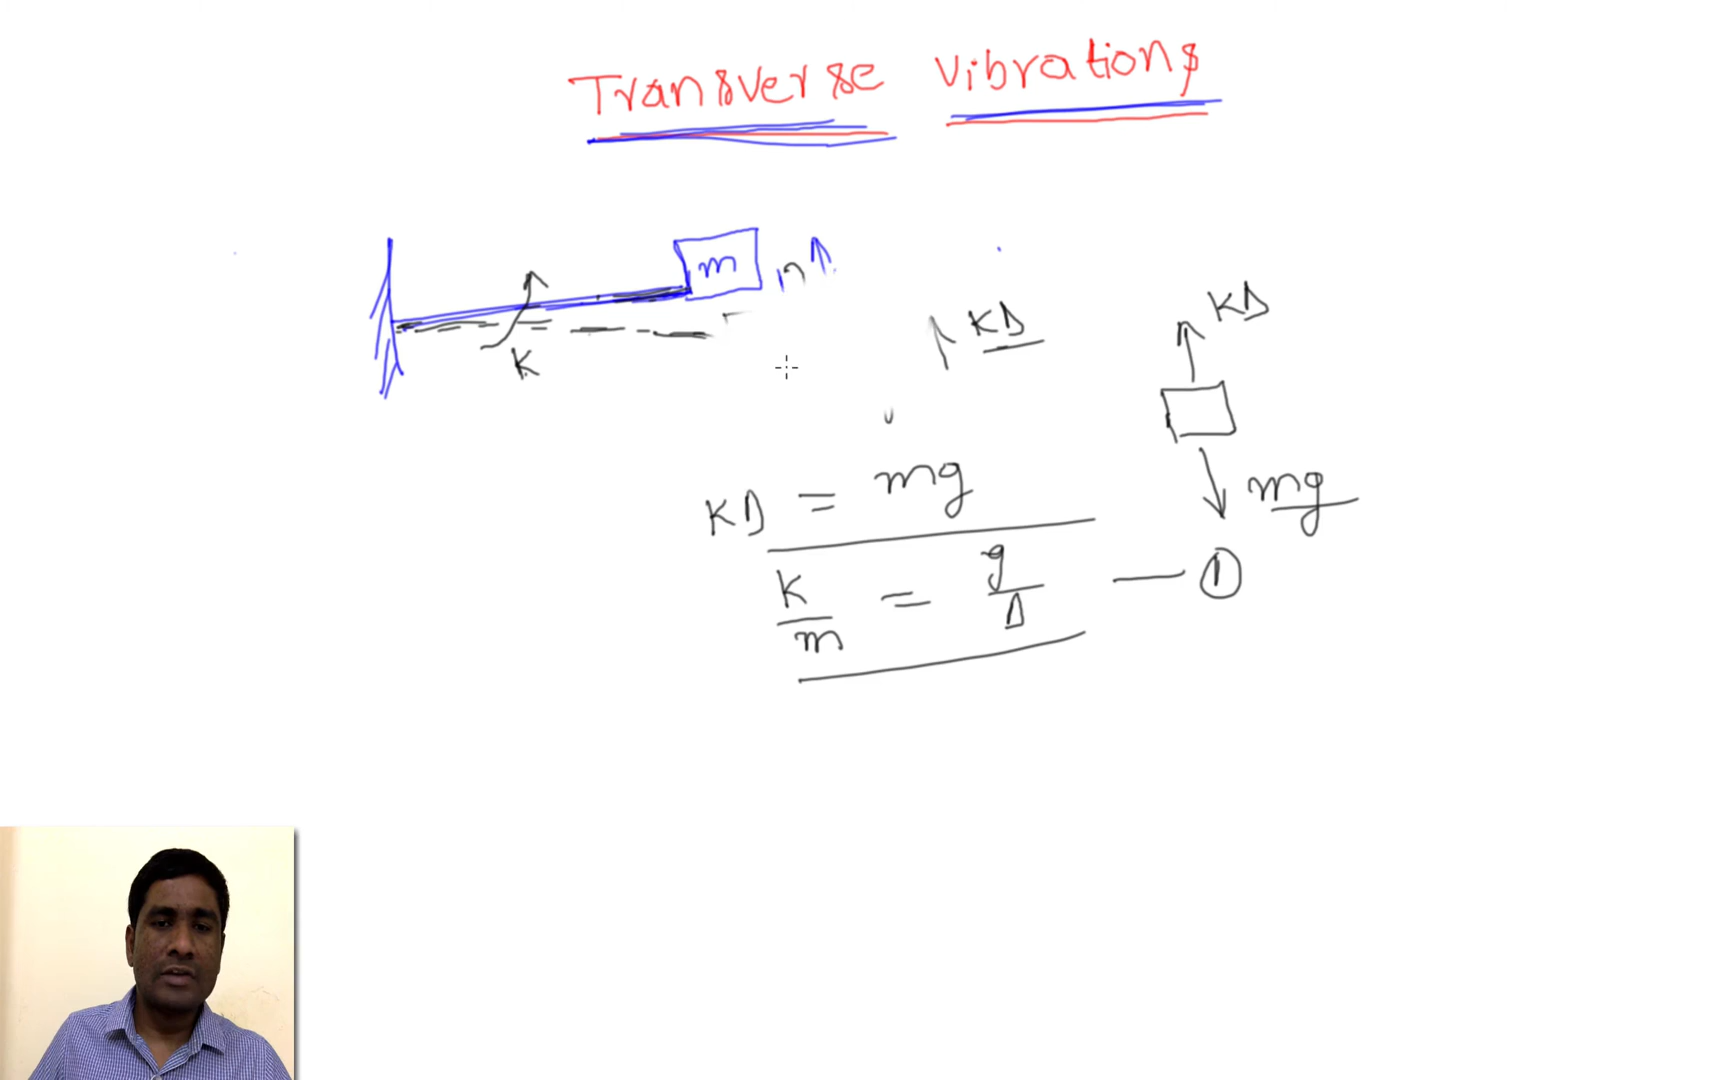 Transverse Vibrations
m
K
KΔ
KΔ
KΔ = mg
mg
K/m = g/Δ — ①